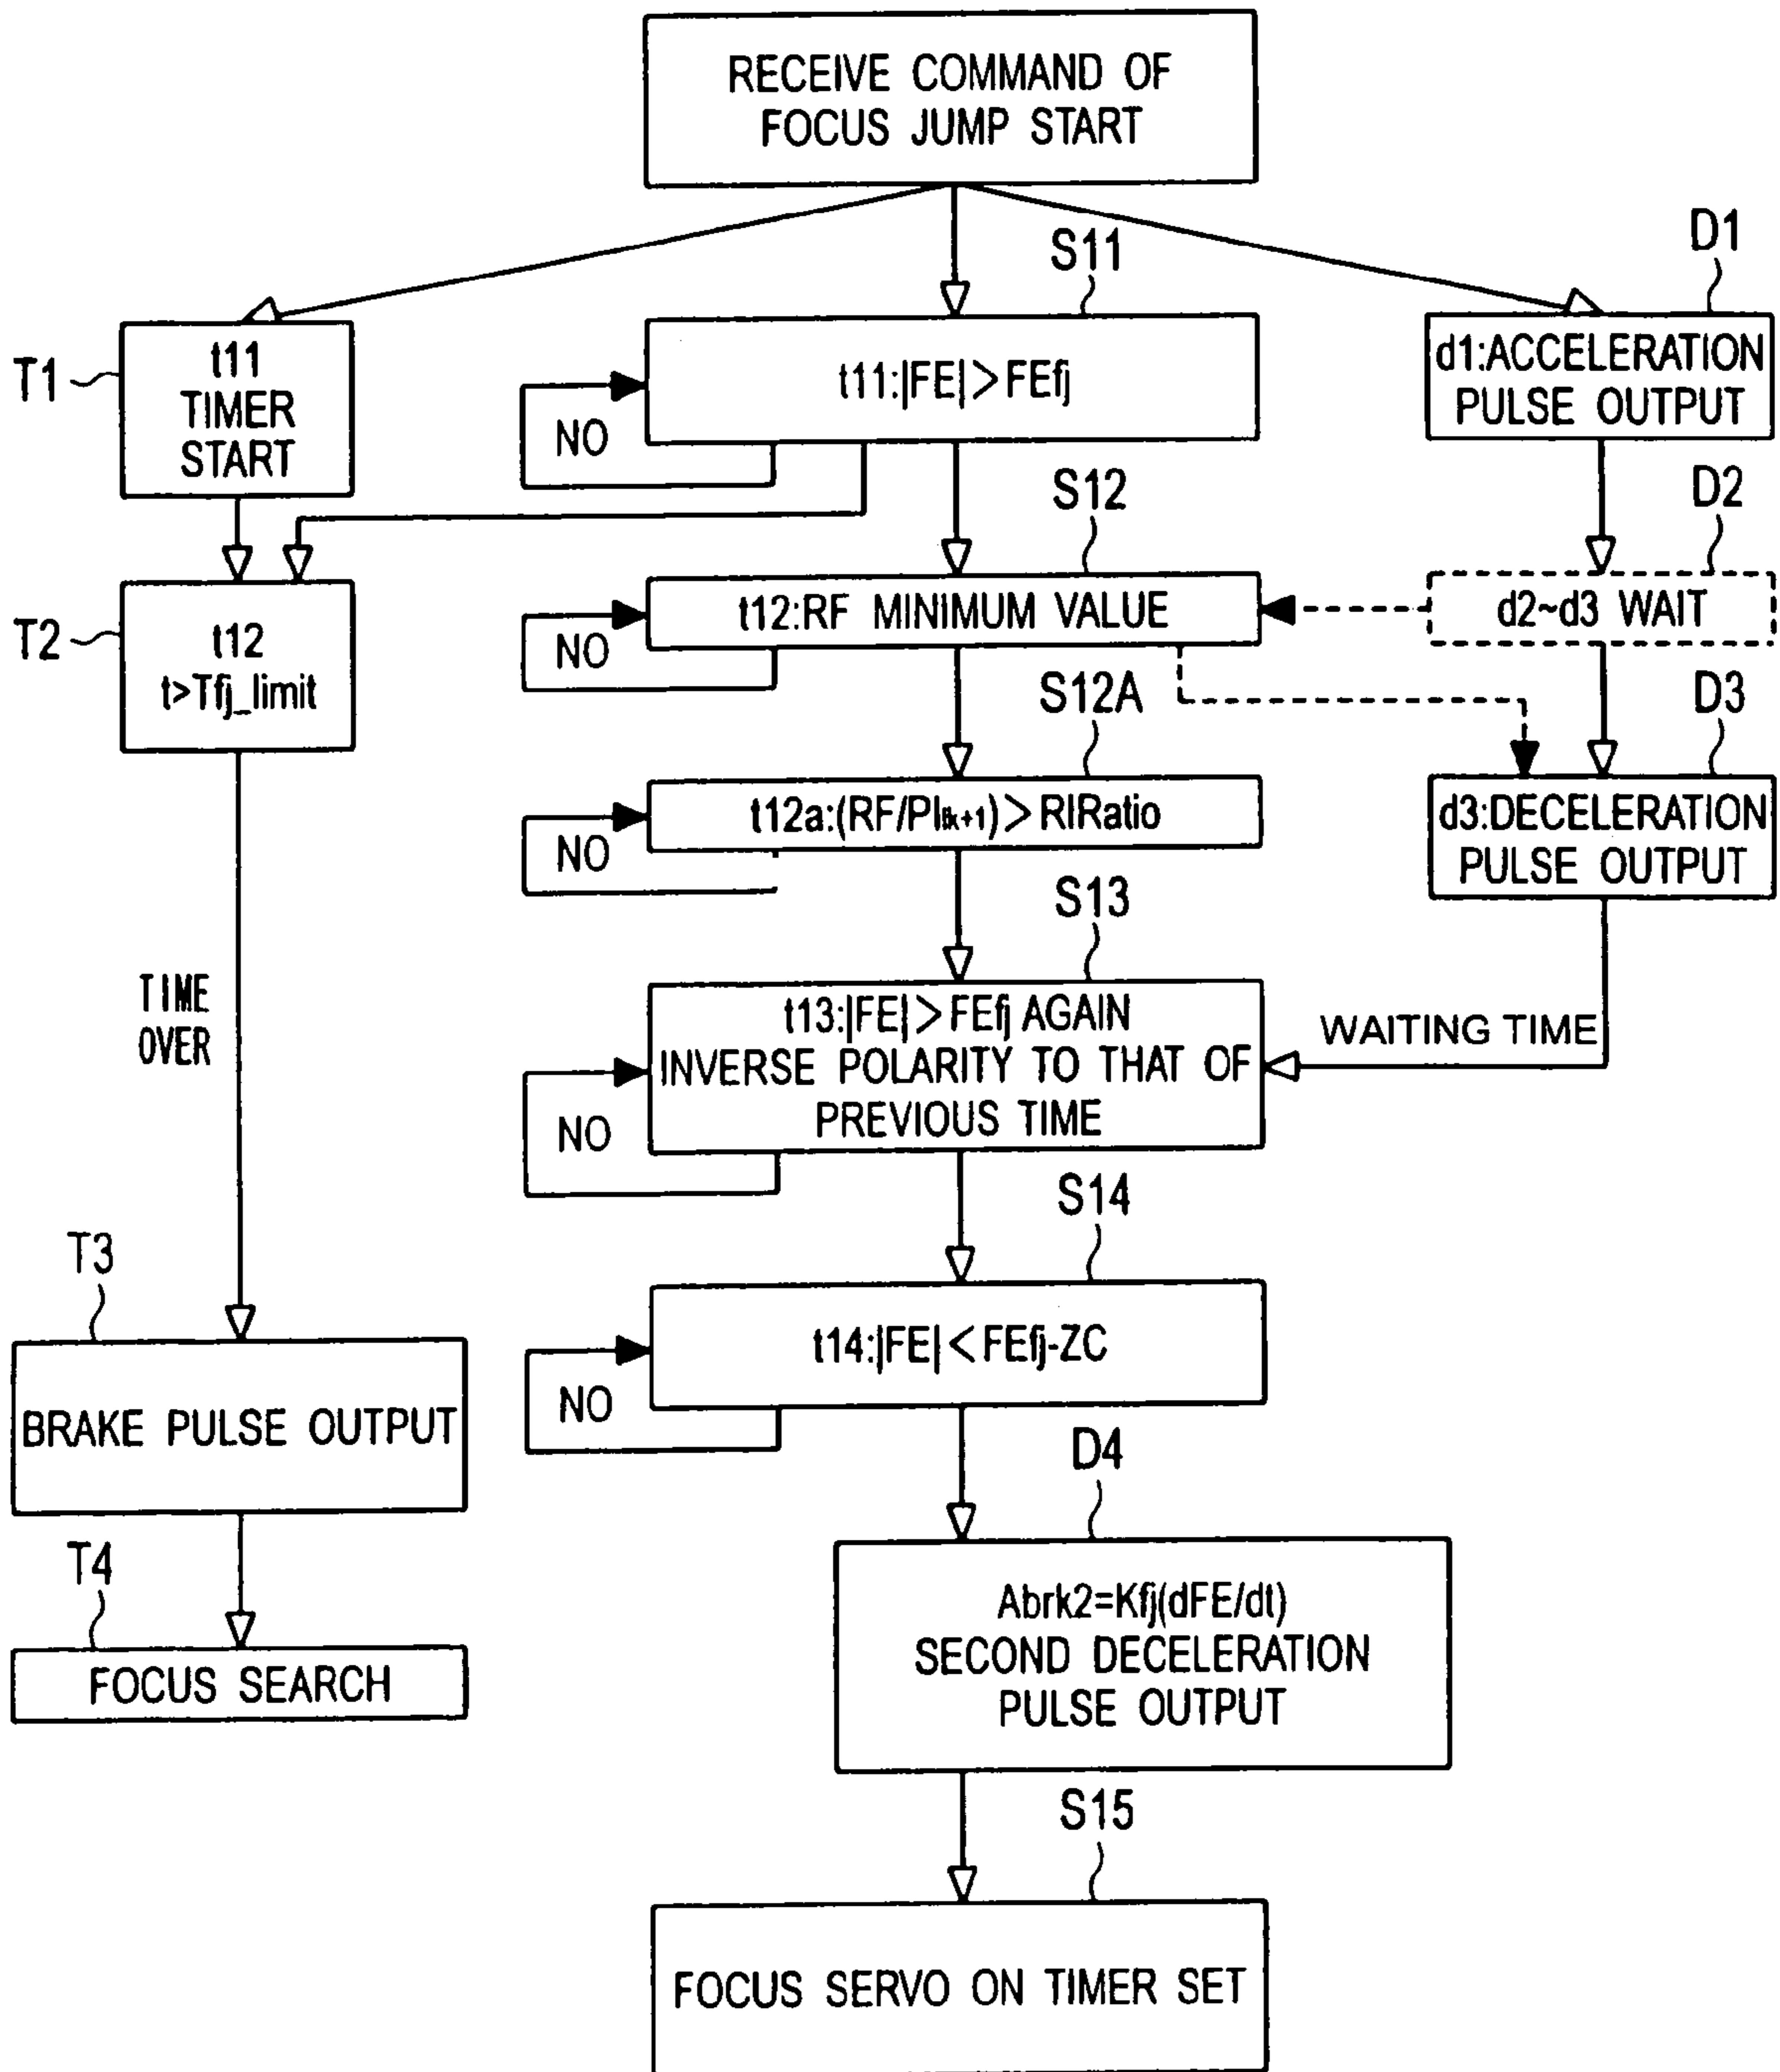 RECEIVE COMMAND OF
FOCUS JUMP START
S11
D1
T1
t11
TIMER
START
t11:|FE|>FEfj
NO
d1:ACCELERATION
PULSE OUTPUT
S12
D2
T2
t12
t>Tfj_limit
t12:RF MINIMUM VALUE
NO
d2~d3 WAIT
S12A
D3
t12a:(RF/PItk+1)>RIRatio
NO
d3:DECELERATION
PULSE OUTPUT
S13
TIME
OVER
t13:|FE|>FEfj AGAIN
INVERSE POLARITY TO THAT OF
PREVIOUS TIME
NO
WAITING TIME
S14
T3
t14:|FE|<FEfj-ZC
NO
BRAKE PULSE OUTPUT
D4
T4
Abrk2=Kfj(dFE/dt)
SECOND DECELERATION
PULSE OUTPUT
FOCUS SEARCH
S15
FOCUS SERVO ON TIMER SET